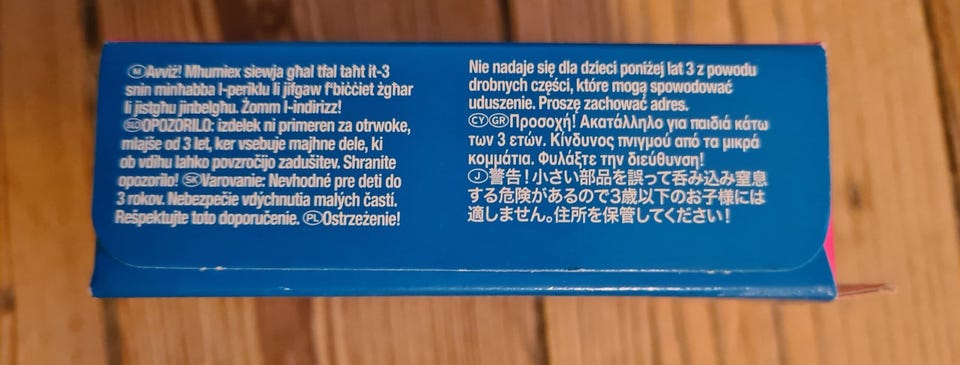 (M)Avviż! Mhumiex siewja għal tfal taħt it-3
snin minħabba l-periklu li jifgaw f'biċċiet żgħar
li jistgħu jinbelgħu. Żomm l-indirizz!
(SLO)OPOZORILO: izdelek ni primeren za otrwoke,
mlajše od 3 let, ker vsebuje majhne dele, ki
ob vdihu lahko povzročijo zadušitev. Shranite
opozorilo! (SK)Varovanie: Nevhodné pre deti do
3 rokov. Nebezpečie vdýchnutia malých častí.
Rešpektujte toto doporučenie. (PL)Ostrzeżenie!
Nie nadaje się dla dzieci poniżej lat 3 z powodu
drobnych części, które mogą spowodować
uduszenie. Proszę zachować adres.
(CY)(GR)Προσοχή! Ακατάλληλο για παιδιά κάτω
των 3 ετών. Κίνδυνος πνιγμού από τα μικρά
κομμάτια. Φυλάξτε την διεύθυνση!
(J)警告！小さい部品を誤って呑み込み窒息
する危険があるので3歳以下のお子様には
適しません。住所を保管してください！